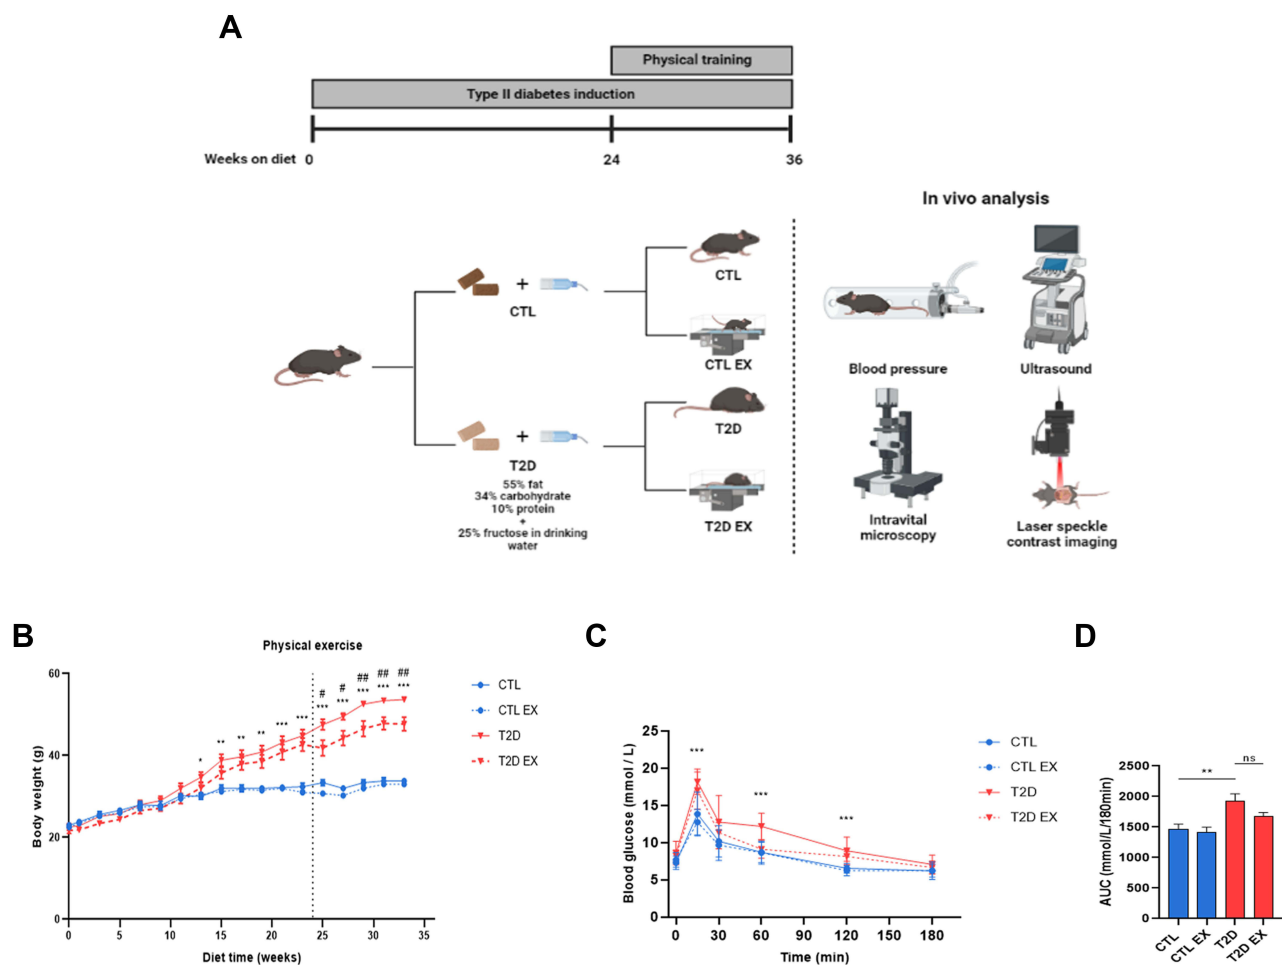 A
Physical training
Type II diabetes induction
Weeks on diet 0 24 36
In vivo analysis
CTL
CTL
CTL EX
Blood pressure
Ultrasound
T2D
T2D
55% fat
34% carbohydrate
10% protein
+
25% fructose in drinking
water
T2D EX
Intravital
microscopy
Laser speckle
contrast imaging
+
+
B
Physical exercise
Body weight (g)
60
40
20
0
0 5 10 15 20 25 30 35
Diet time (weeks)
* ** ** ** *** *** *** *** *** *** ***
# # ## ## ##
CTL
CTL EX
T2D
T2D EX
C
Blood glucose (mmol / L)
25
20
15
10
5
0
0 30 60 90 120 150 180
Time (min)
*** *** ***
CTL
CTL EX
T2D
T2D EX
D
AUC (mmol/L/180min)
2500
2000
1500
1000
500
0
** ns
CTL
CTL EX
T2D
T2D EX